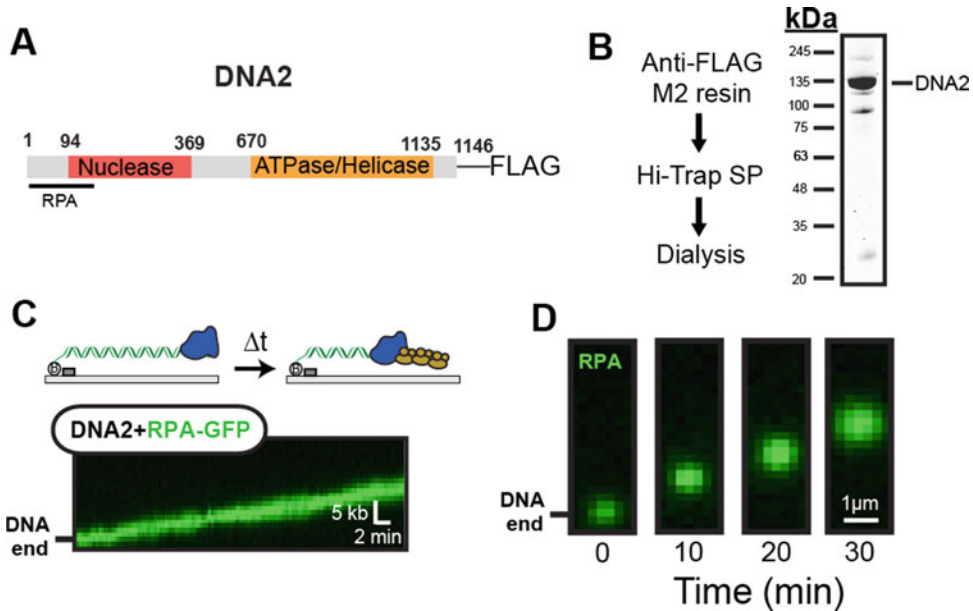 A
DNA2
1 94 369 670 1135 1146
Nuclease ATPase/Helicase FLAG
RPA
B
Anti-FLAG
M2 resin
Hi-Trap SP
Dialysis
kDa
245
135
100
75
63
48
35
20
DNA2
C
Δt
DNA2+RPA-GFP
5 kb
2 min
DNA
end
D
RPA
DNA
end
1μm
0 10 20 30
Time (min)